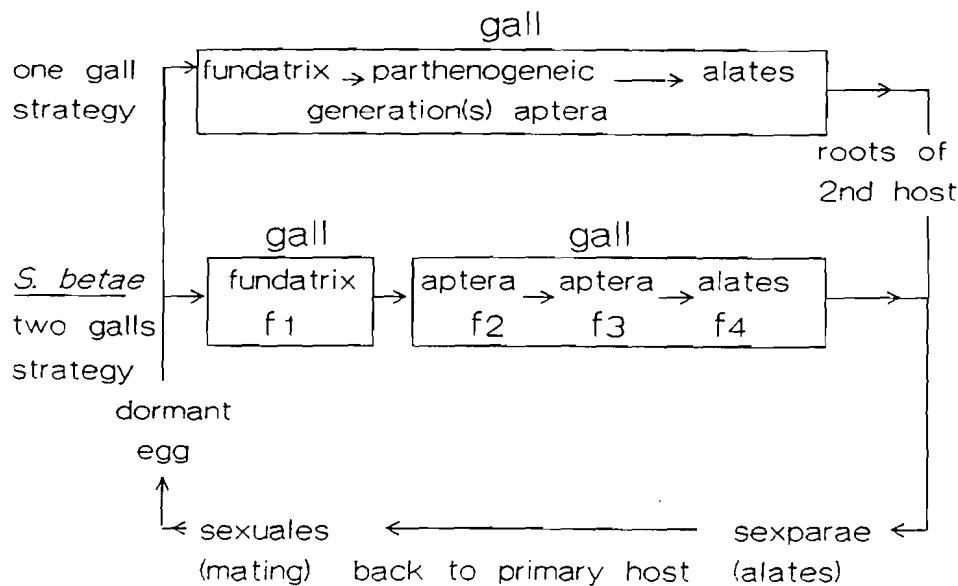 gall
one gall
strategy
fundatrix → parthenogeneic → alates
generation(s) aptera
roots of
2nd host
gall
gall
S. betae
two galls
strategy
fundatrix
f1
aptera → aptera → alates
f2 f3 f4
dormant
egg
sexuales
(mating)
back to primary host
sexparae
(alates)